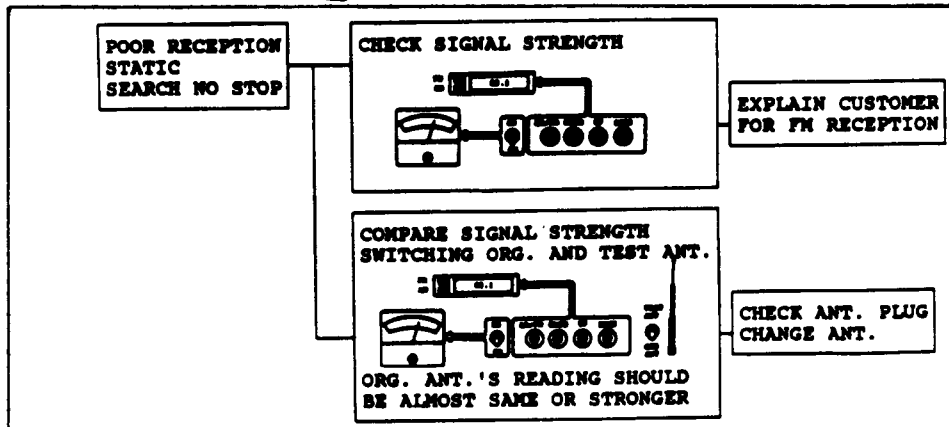 POOR RECEPTION
STATIC
SEARCH NO STOP
CHECK SIGNAL STRENGTH
EXPLAIN CUSTOMER
FOR FM RECEPTION
COMPARE SIGNAL STRENGTH
SWITCHING ORG. AND TEST ANT.
CHECK ANT. PLUG
CHANGE ANT.
ORG. ANT.'S READING SHOULD
BE ALMOST SAME OR STRONGER